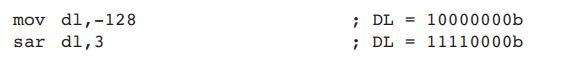 mov dl,-128 ; DL = 10000000b
sar dl,3 ; DL = 11110000b